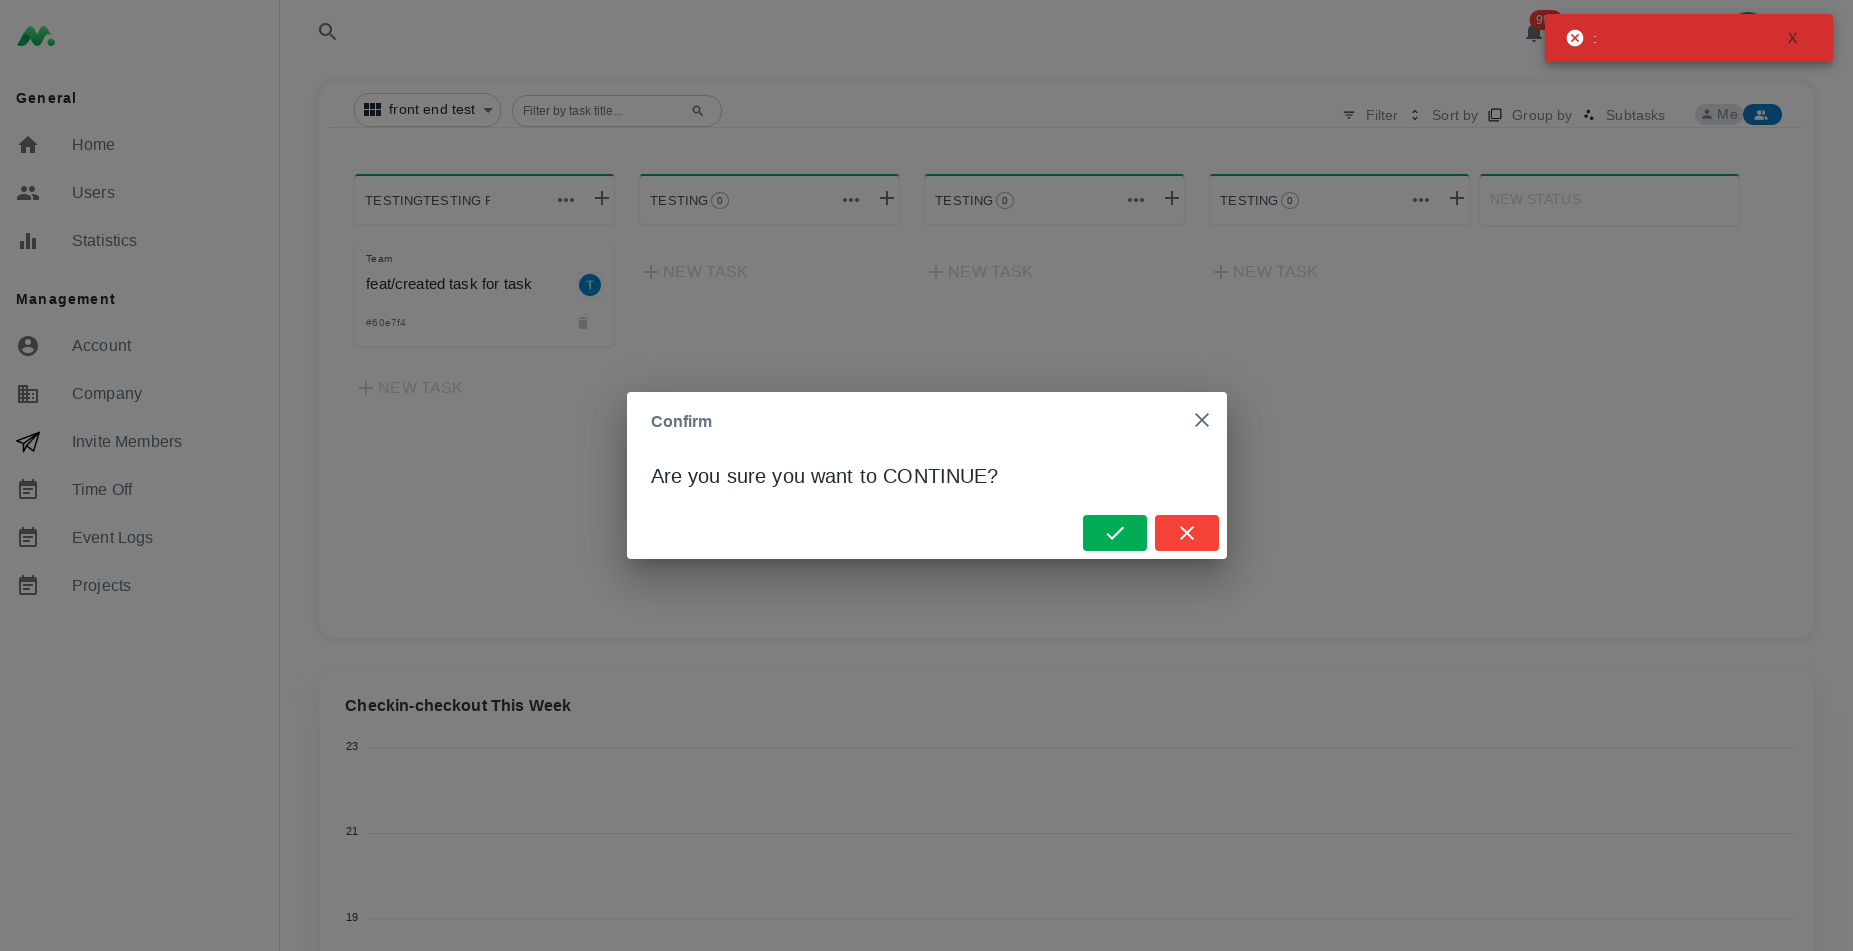 General
Home
Users
Statistics
Management
Account
Company
Invite Members
Time Off
Event Logs
Projects
:
X
front end test
Filter by task title...
Filter
Sort by
Group by
Subtasks
Me
TESTINGTESTING
TESTING 0
TESTING 0
TESTING 0
NEW STATUS
Team
feat/created task for task
T
#60e7f4
NEW TASK
NEW TASK
NEW TASK
NEW TASK
Confirm
Are you sure you want to CONTINUE?
Checkin-checkout This Week
23
21
19